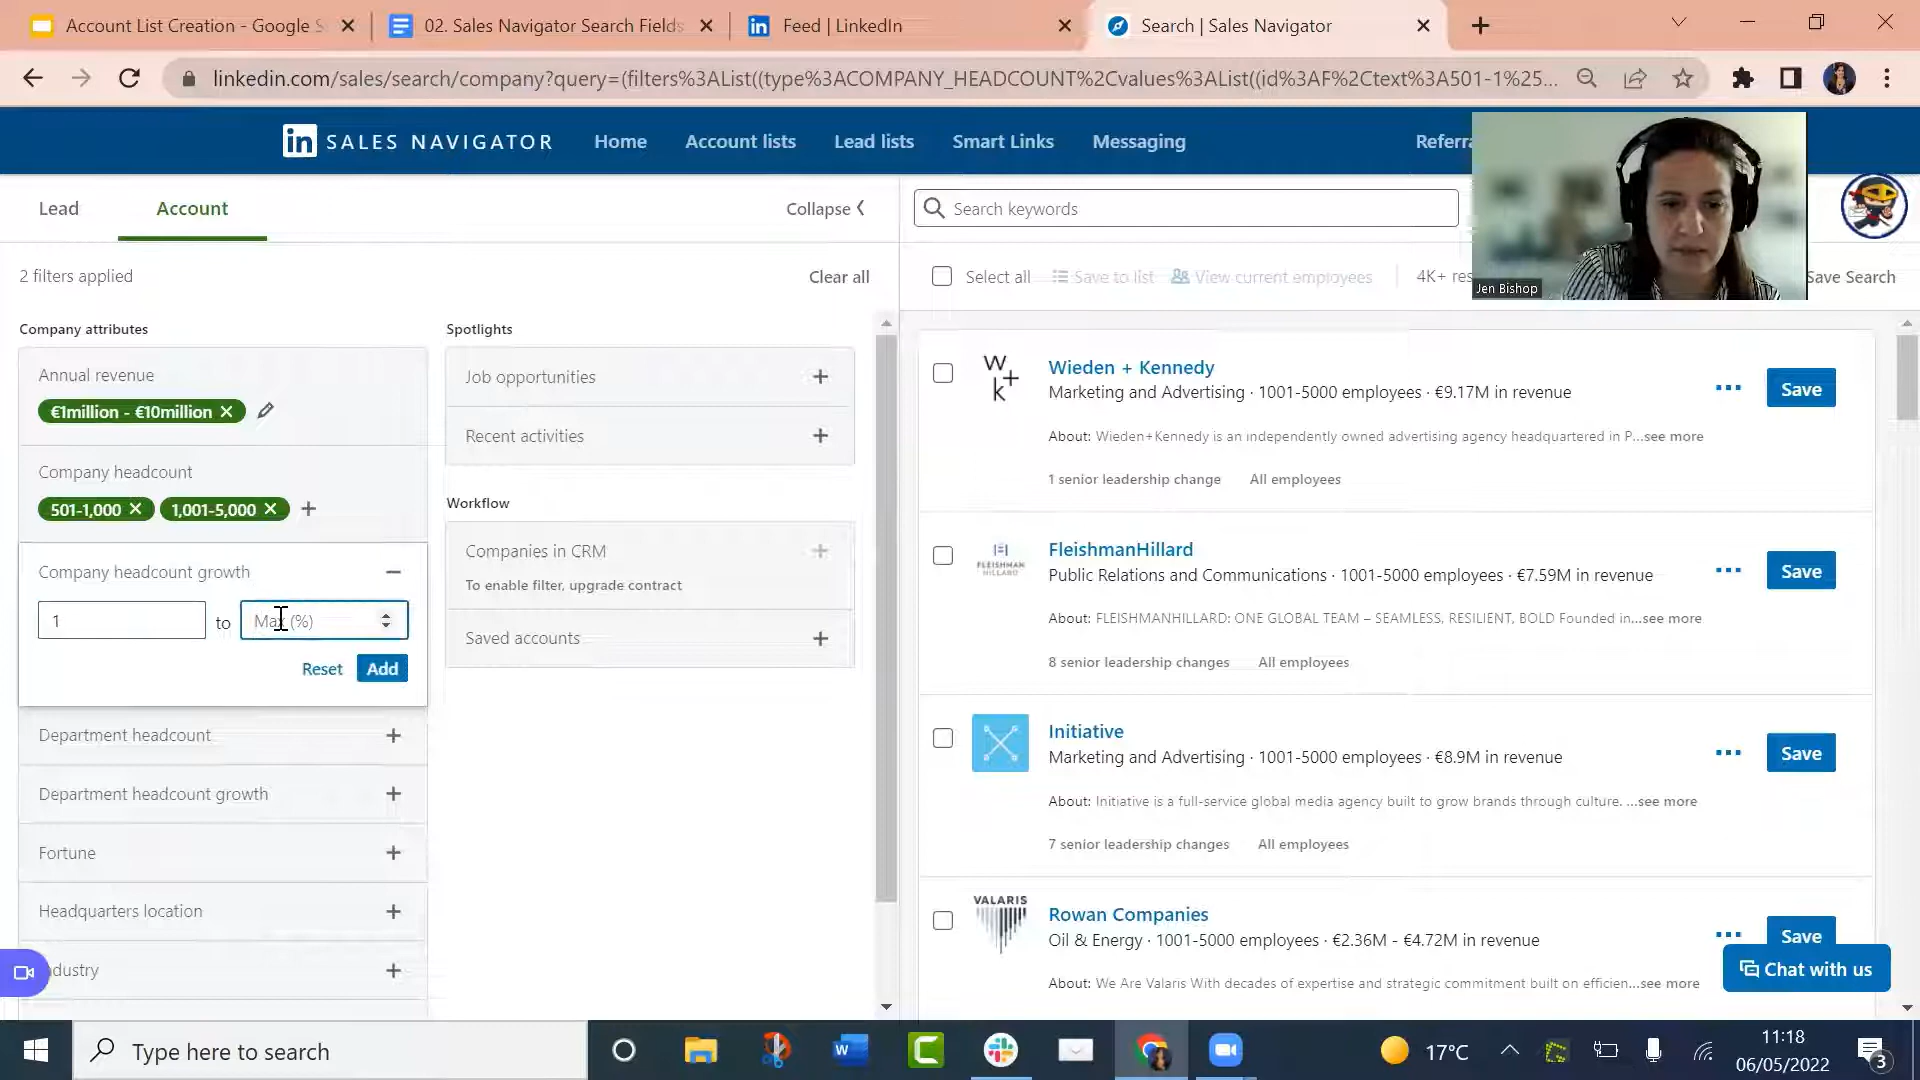 Account List Creation - Google S
02. Sales Navigator Search Fields
Feed | LinkedIn
Search | Sales Navigator
linkedin.com/sales/search/company?query=(filters%3AList((type%3ACOMPANY_HEADCOUNT%2Cvalues%3AList((id%3AF%2Ctext%3A501-1%25...
in SALES NAVIGATOR
Home
Account lists
Lead lists
Smart Links
Messaging
Referra
Jen Bishop
Lead
Account
Collapse
Search keywords
2 filters applied
Clear all
Select all
Save to list
View current employees
4K+ res
Save Search
Company attributes
Annual revenue
€1million - €10million
Company headcount
501-1,000
1,001-5,000
Company headcount growth
1
to
Max (%)
Reset
Add
Department headcount
Department headcount growth
Fortune
Headquarters location
dustry
Spotlights
Job opportunities
Recent activities
Workflow
Companies in CRM
To enable filter, upgrade contract
Saved accounts
W K +
Wieden + Kennedy
Marketing and Advertising · 1001-5000 employees · €9.17M in revenue
Save
About: Wieden+Kennedy is an independently owned advertising agency headquartered in P...see more
1 senior leadership change
All employees
FLEISHMAN
HILLARD
FleishmanHillard
Public Relations and Communications · 1001-5000 employees · €7.59M in revenue
Save
About: FLEISHMANHILLARD: ONE GLOBAL TEAM – SEAMLESS, RESILIENT, BOLD Founded in...see more
8 senior leadership changes
All employees
Initiative
Marketing and Advertising · 1001-5000 employees · €8.9M in revenue
Save
About: Initiative is a full-service global media agency built to grow brands through culture. ...see more
7 senior leadership changes
All employees
VALARIS
Rowan Companies
Oil & Energy · 1001-5000 employees · €2.36M - €4.72M in revenue
Save
About: We Are Valaris With decades of expertise and strategic commitment built on efficien...see more
Chat with us
Type here to search
17°C
11:18
06/05/2022
3